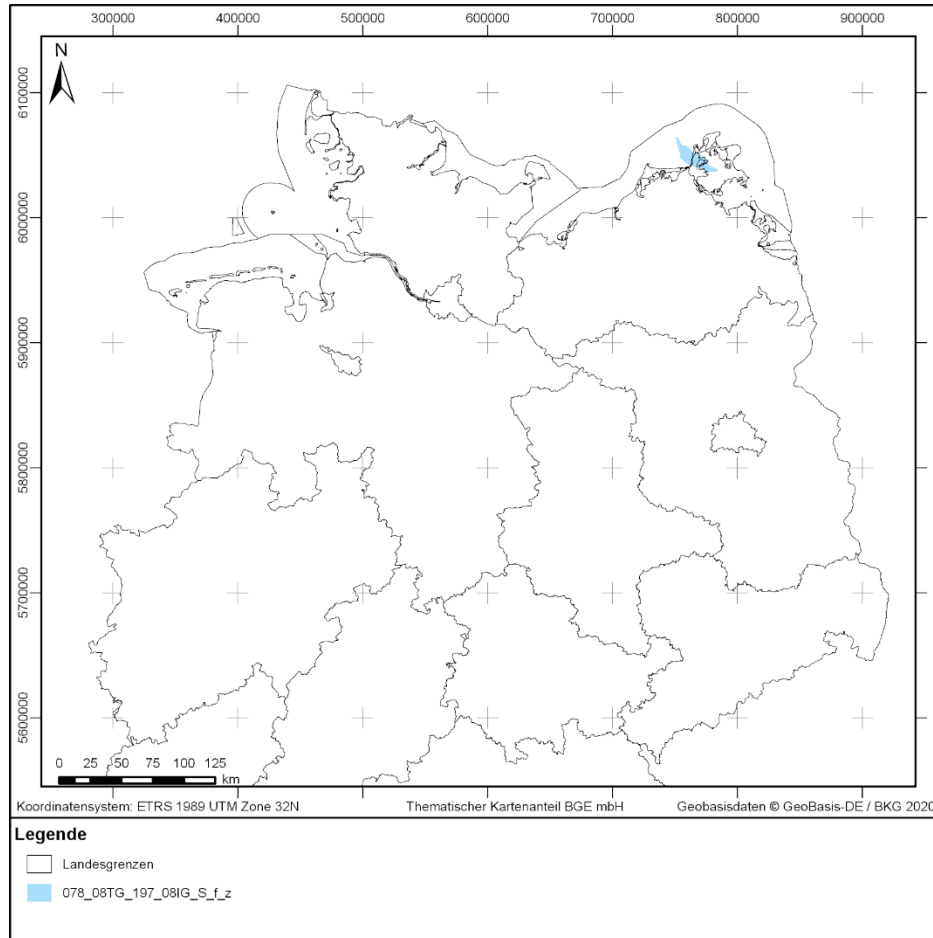 300000 400000 500000 600000 700000 800000 900000
N
6100000
6000000
5900000
5800000
5700000
5600000
0 25 50 75 100 125
km
Koordinatensystem: ETRS 1989 UTM Zone 32N Thematischer Kartenanteil BGE mbH Geobasisdaten © GeoBasis-DE / BKG 2020
Legende
Landesgrenzen
078_08TG_197_08IG_S_f_z